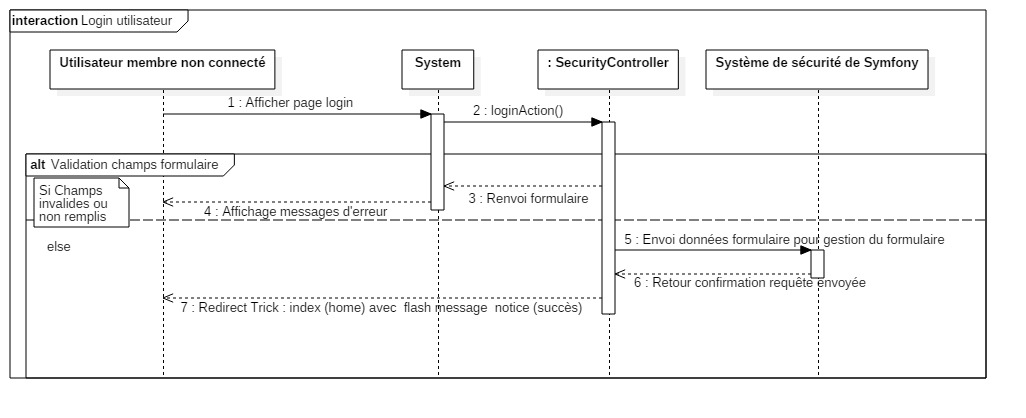 interaction Login utilisateur
Utilisateur membre non connecté
System
: SecurityController
Système de sécurité de Symfony
1 : Afficher page login
2 : loginAction()
alt Validation champs formulaire
Si Champs
invalides ou
non remplis
3 : Renvoi formulaire
4 : Affichage messages d'erreur
else
5 : Envoi données formulaire pour gestion du formulaire
6 : Retour confirmation requête envoyée
7 : Redirect Trick : index (home) avec  flash message  notice (succès)